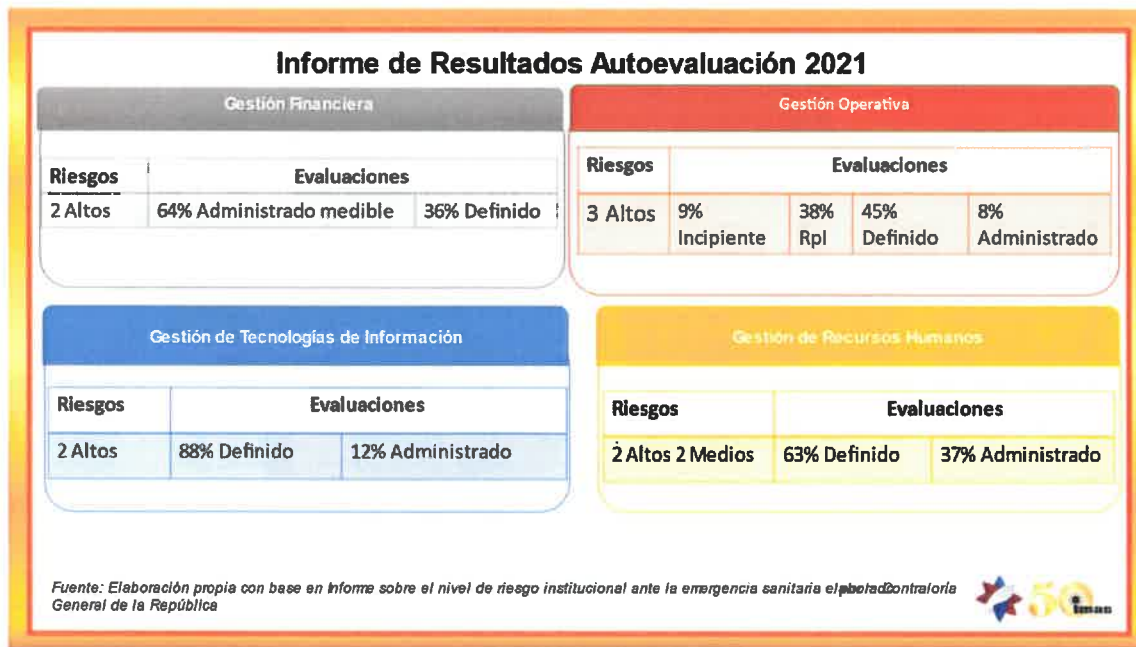 Informe de Resultados Autoevaluación 2021
Gestión Financiera
Riesgos Evaluaciones
2 Altos 64% Administrado medible 36% Definido
Gestión Operativa
Riesgos Evaluaciones
3 Altos 9% Incipiente 38% Rpl 45% Definido 8% Administrado
Gestión de Tecnologías de Información
Riesgos Evaluaciones
2 Altos 88% Definido 12% Administrado
Gestión de Recursos Humanos
Riesgos Evaluaciones
2 Altos 2 Medios 63% Definido 37% Administrado
Fuente: Elaboración propia con base en Informe sobre el nivel de riesgo institucional ante la emergencia sanitaria Contraloría
General de la República
50
imas